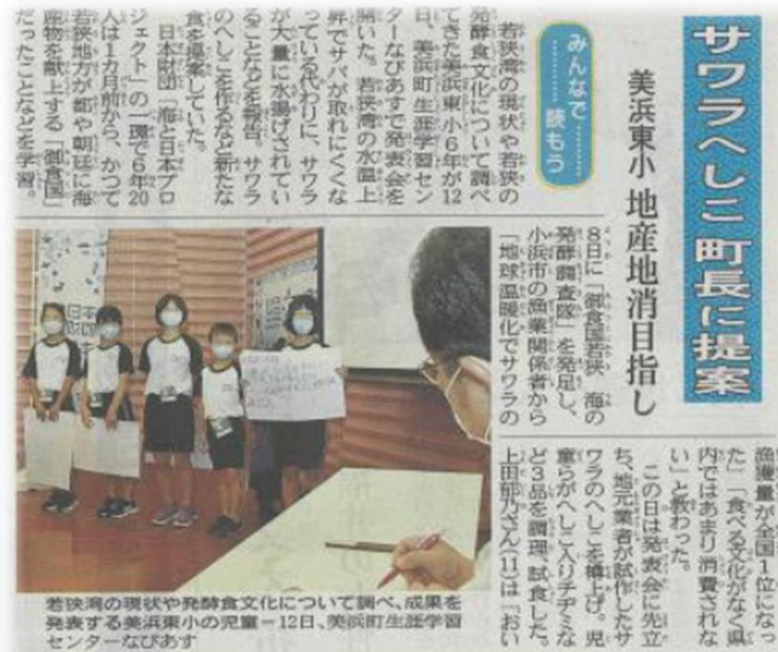 サワラへしこ 町長に提案
美浜東小 地産地消目指し
みんなで
読もう
若狭湾の現状や若狭の
発酵食文化について調べ
てきた美浜東小6年が12
日、美浜町生涯学習セン
ターなびあすで発表会を
開いた。若狭湾の水温上
昇でサバが取れにくくな
っている代わりに、サワラ
が大量に水揚げされてい
ることなどを報告。サワラ
のへしこを作るなど新たな
食を提案していた。
日本財団「海と日本プロ
ジェクト」の一環で6年20
人は1カ月前から、かつて
若狭地方が都や朝廷に海
産物を献上する「御食国」
だったことなどを学習。
8日に「御食国若狭 海の
発酵調査隊」を発足し、
小浜市の漁業関係者から
「地球温暖化でサワラの
漁獲量が全国1位になっ
た」「食べる文化がなく県
内ではあまり消費されな
い」と教わった。
この日は発表会に先立
ち、地元業者が試作したサ
ワラのへしこを樽上げ。児
童らがへしこ入りチヂミな
ど3品を調理、試食した。
上田郁乃さん(11)は「おい
若狭湾の現状や発酵食文化について調べ、成果を
発表する美浜東小の児童=12日、美浜町生涯学習
センターなびあす